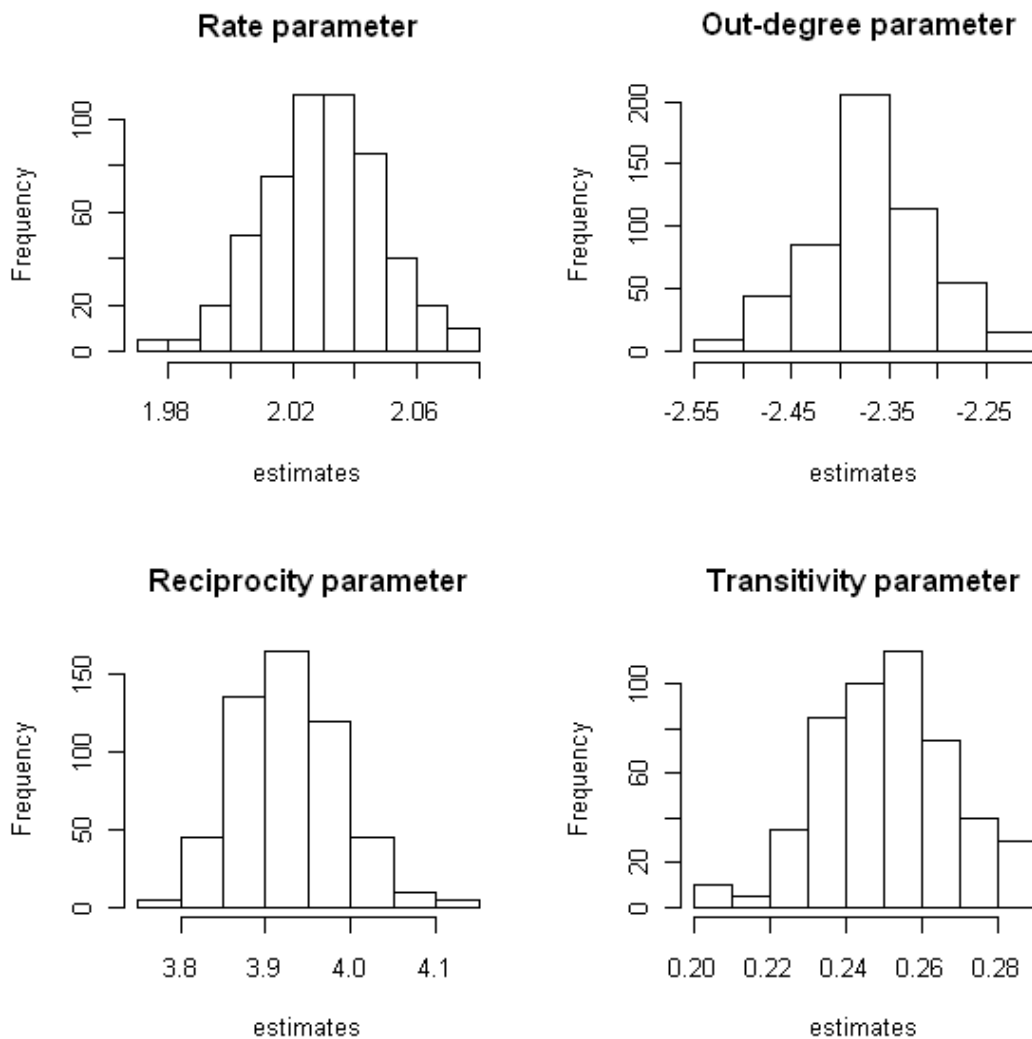 Rate parameter
Frequency
0 20 60 100
1.98 2.02 2.06
estimates
Out-degree parameter
Frequency
0 50 100 150 200
-2.55 -2.45 -2.35 -2.25
estimates
Reciprocity parameter
Frequency
0 50 100 150
3.8 3.9 4.0 4.1
estimates
Transitivity parameter
Frequency
0 20 60 100
0.20 0.22 0.24 0.26 0.28
estimates